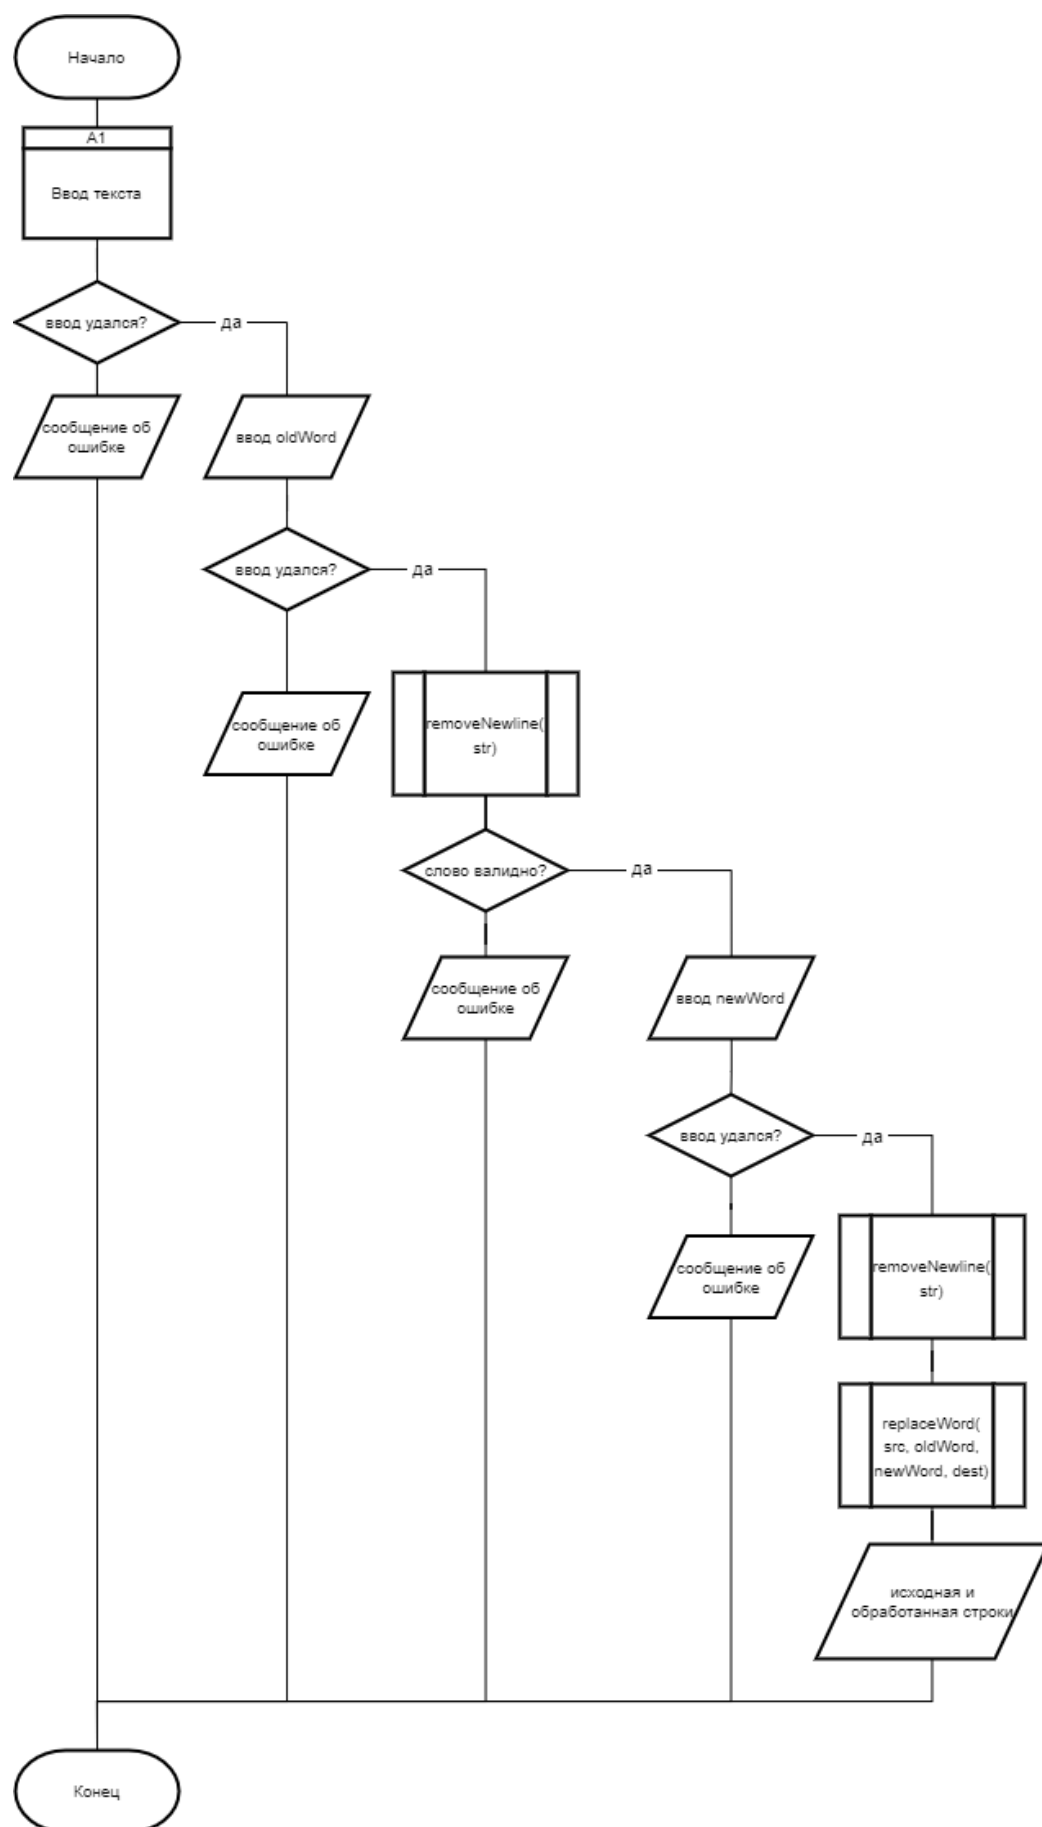 Начало
А1
Ввод текста
ввод удался?
да
сообщение об
ошибке
ввод oldWord
ввод удался?
да
сообщение об
ошибке
removeNewline(
str)
слово валидно?
да
сообщение об
ошибке
ввод newWord
ввод удался?
да
сообщение об
ошибке
removeNewline(
str)
replaceWord(
src, oldWord,
newWord, dest)
исходная и
обработанная строки
Конец